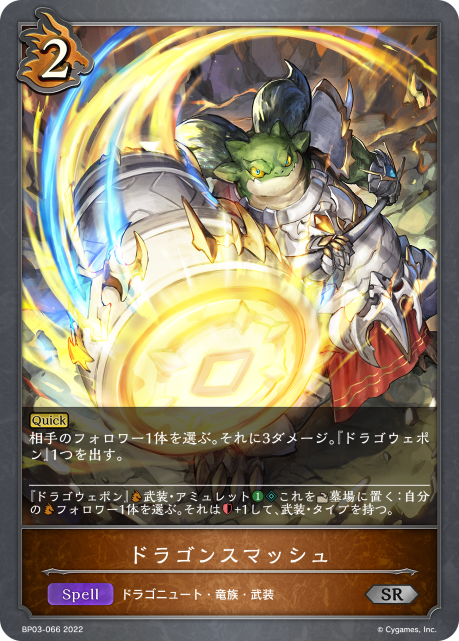 2
Quick
相手のフォロワー1体を選ぶ。それに3ダメージ。『ドラゴウェポ
ン』1つを出す。
『ドラゴウェポン』武装・アミュレット1 これを墓場に置く：自分
のフォロワー1体を選ぶ。それは+1して、武装・タイプを持つ。
ドラゴンスマッシュ
Spell ドラゴニュート・竜族・武装 SR
BP03-066 2022 © Cygames, Inc.